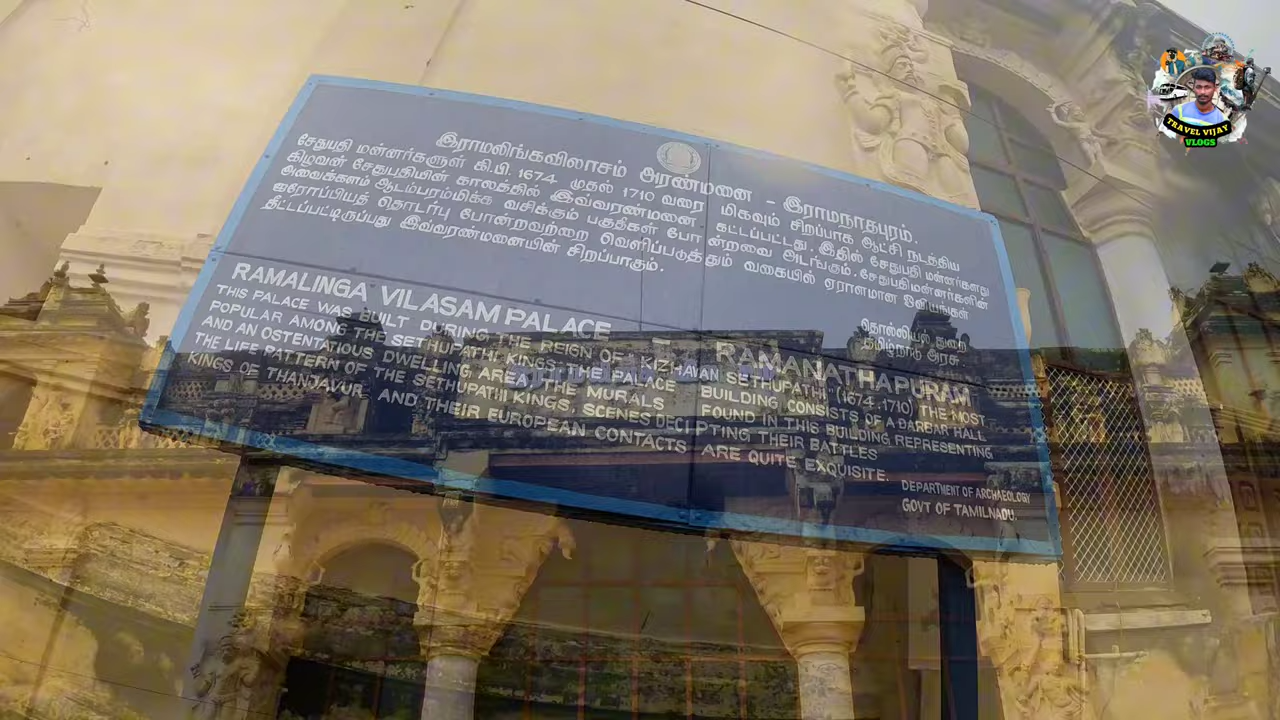 இராமலிங்கவிலாசம் அரண்மனை - இராமநாதபுரம்.
சேதுபதி மன்னர்களுள் கி.பி. 1674 முதல் 1710 வரை மிகவும் சிறப்பாக ஆட்சி நடத்திய
கிழவன் சேதுபதியின் காலத்தில் இவ்வரண்மனை கட்டப்பட்டது. இதில் சேதுபதி மன்னர்களது
அவைக்களம் ஆடம்பரம்மிக்க வசிக்கும் பகுதிகள் போன்றவை அடங்கும். சேதுபதிமன்னர்களின்
ஐரோப்பியத் தொடர்பு போன்றவற்றை வெளிப்படுத்தும் வகையில் ஏராளமான ஓவியங்கள்
தீட்டப்பட்டிருப்பது இவ்வரண்மனையின் சிறப்பாகும்.
தொல்லியல் துறை
தமிழ்நாடு அரசு
RAMALINGA VILASAM PALACE - RAMANATHAPURAM
THIS PALACE WAS BUILT DURING THE REIGN OF KIZHAVAN SETHUPATHI (1674 .1710) THE MOST
POPULAR AMONG THE SETHUPATHI KINGS. THE PALACE BUILDING CONSISTS OF A DARBAR HALL
AND AN OSTENTATIOUS DWELLING AREA. THE MURALS FOUND IN THIS BUILDING, REPRESENTING
THE LIFE PATTERN OF THE SETHUPATHI KINGS, SCENES DECIPTING THEIR BATTLES
KINGS OF THANJAVUR AND THEIR EUROPEAN CONTACTS ARE QUITE EXQUISITE.
DEPARTMENT OF ARCHAEOLOGY
GOVT OF TAMILNADU.
TRAVEL VIJAY
VLOGS